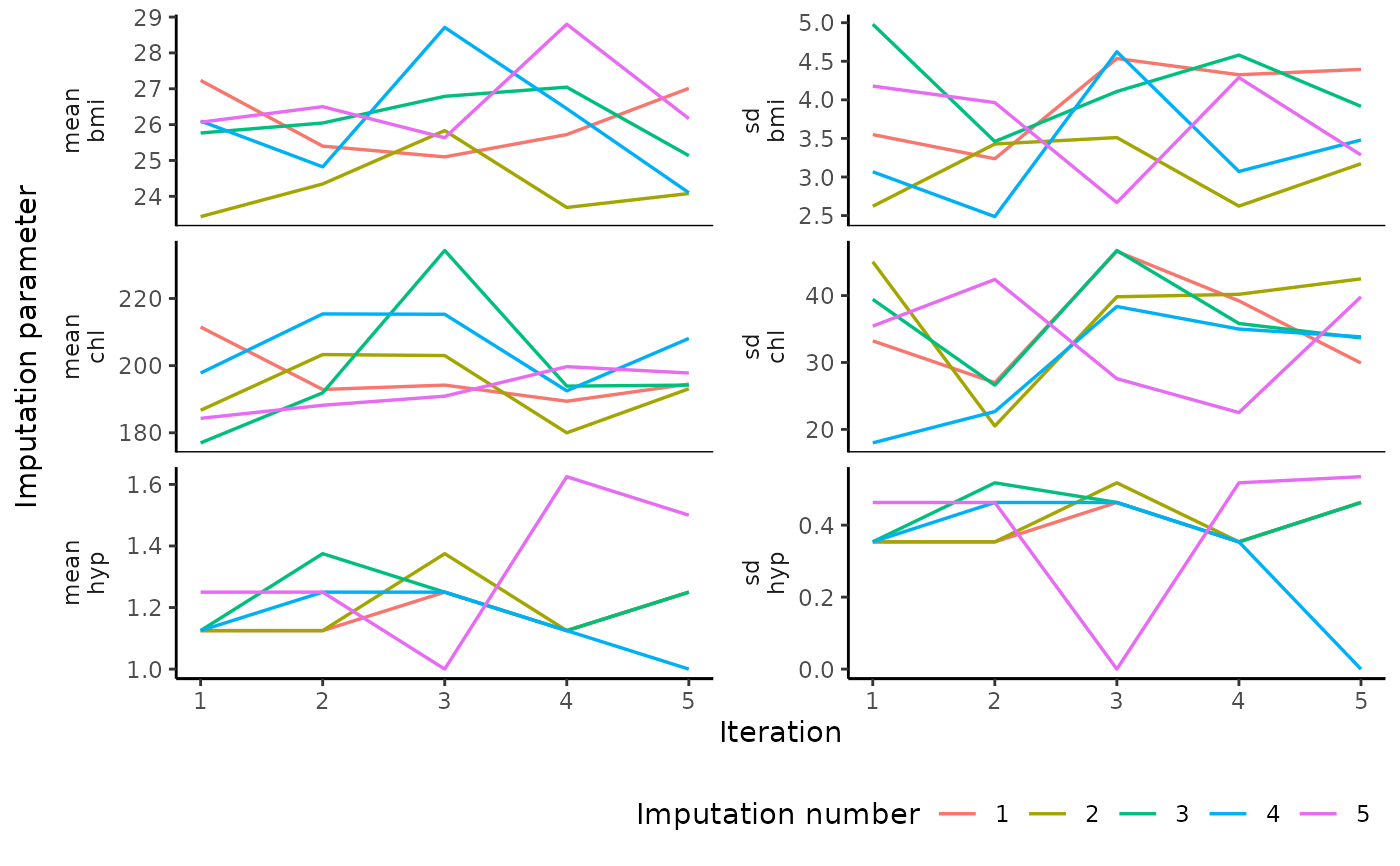 Imputation parameter
mean
bmi
29
28
27
26
25
24
sd
bmi
5.0
4.5
4.0
3.5
3.0
2.5
mean
chl
220
200
180
sd
chl
40
30
20
mean
hyp
1.6
1.4
1.2
1.0
sd
hyp
0.4
0.2
0.0
1 2 3 4 5
1 2 3 4 5
Iteration
Imputation number 1 2 3 4 5